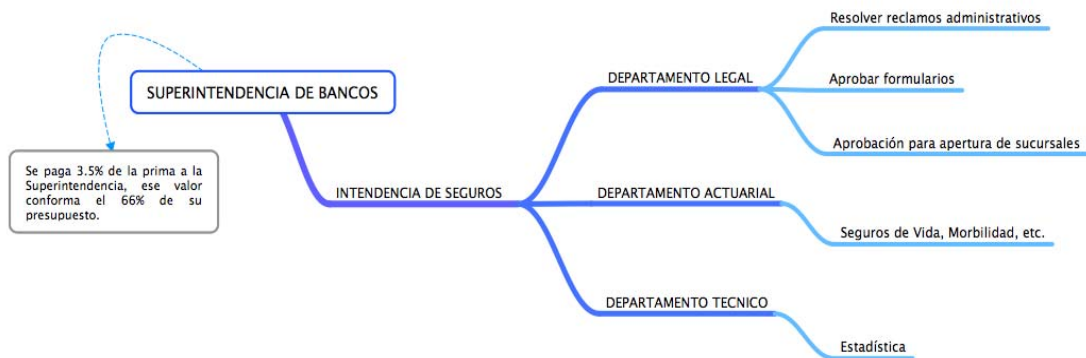 SUPERINTENDENCIA DE BANCOS
Se paga 3.5% de la prima a la
Superintendencia, ese valor
conforma el 66% de su
presupuesto.
INTENDENCIA DE SEGUROS
DEPARTAMENTO LEGAL
Resolver reclamos administrativos
Aprobar formularios
Aprobación para apertura de sucursales
DEPARTAMENTO ACTUARIAL
Seguros de Vida, Morbilidad, etc.
DEPARTAMENTO TECNICO
Estadística